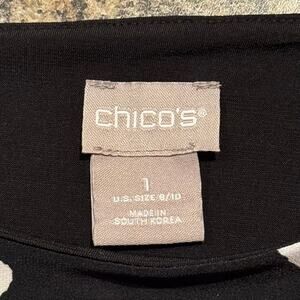 chico's®
1
U.S. SIZE 8/10
MADE IN
SOUTH KOREA